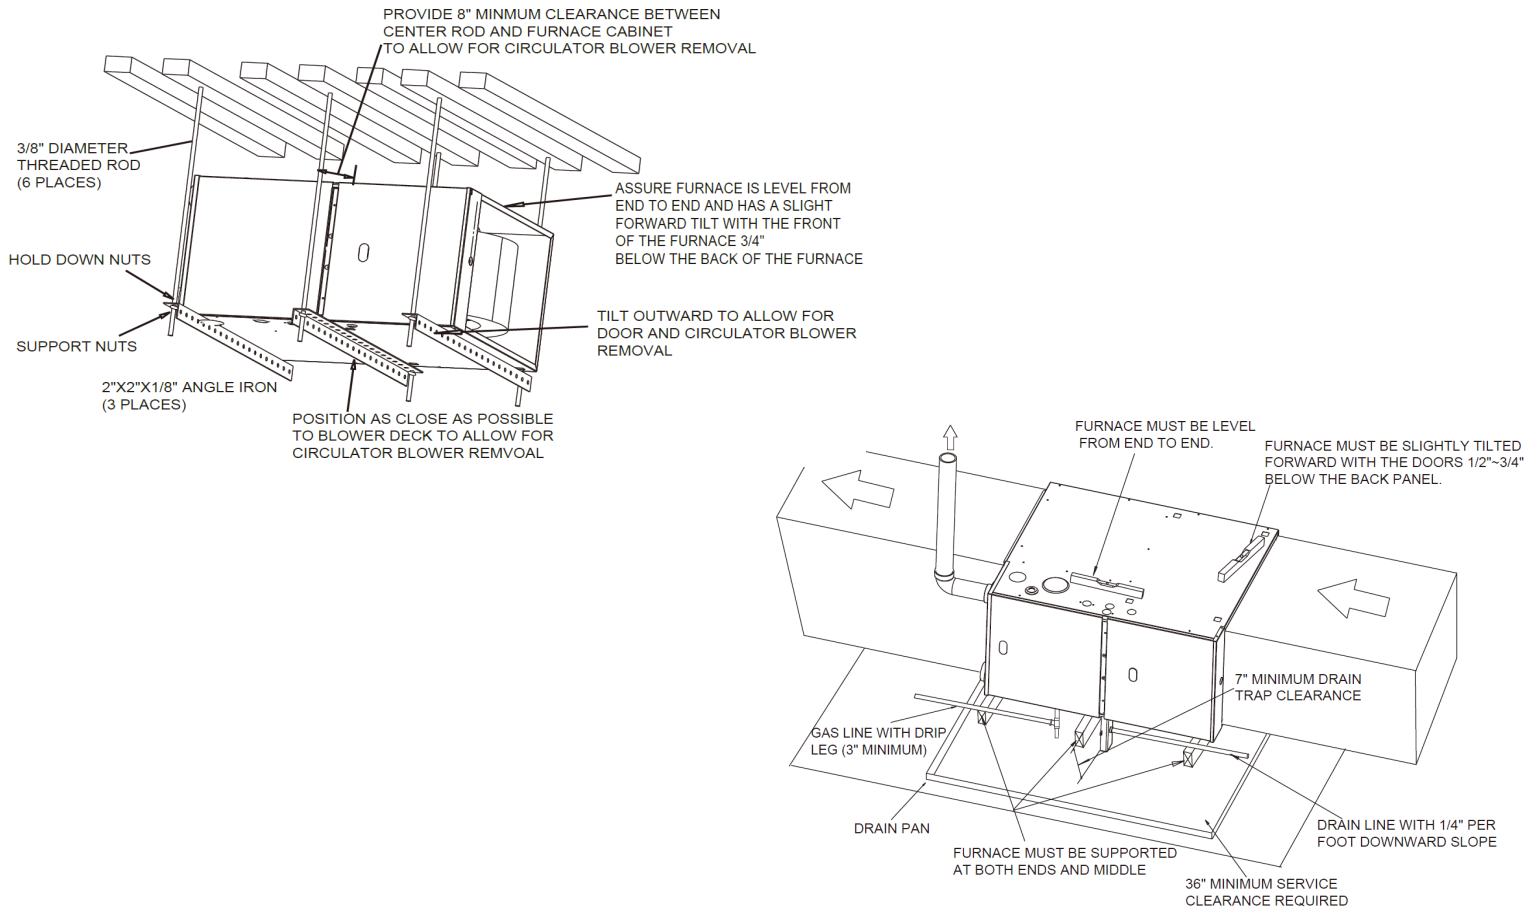 PROVIDE 8" MINMUM CLEARANCE BETWEEN
CENTER ROD AND FURNACE CABINET
TO ALLOW FOR CIRCULATOR BLOWER REMOVAL
3/8" DIAMETER
THREADED ROD
(6 PLACES)
ASSURE FURNACE IS LEVEL FROM
END TO END AND HAS A SLIGHT
FORWARD TILT WITH THE FRONT
OF THE FURNACE 3/4"
BELOW THE BACK OF THE FURNACE
HOLD DOWN NUTS
SUPPORT NUTS
TILT OUTWARD TO ALLOW FOR
DOOR AND CIRCULATOR BLOWER
REMOVAL
2"X2"X1/8" ANGLE IRON
(3 PLACES)
POSITION AS CLOSE AS POSSIBLE
TO BLOWER DECK TO ALLOW FOR
CIRCULATOR BLOWER REMVOAL
FURNACE MUST BE LEVEL
FROM END TO END.
FURNACE MUST BE SLIGHTLY TILTED
FORWARD WITH THE DOORS 1/2"~3/4"
BELOW THE BACK PANEL.
7" MINIMUM DRAIN
TRAP CLEARANCE
GAS LINE WITH DRIP
LEG (3" MINIMUM)
DRAIN PAN
FURNACE MUST BE SUPPORTED
AT BOTH ENDS AND MIDDLE
DRAIN LINE WITH 1/4" PER
FOOT DOWNWARD SLOPE
36" MINIMUM SERVICE
CLEARANCE REQUIRED